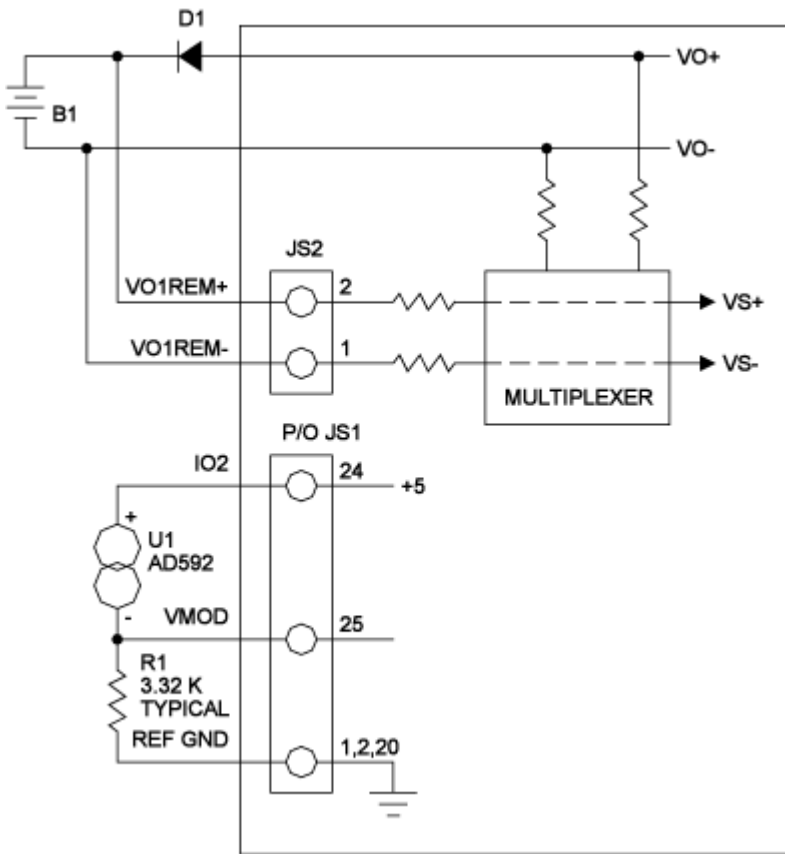 D1
VO+
B1
VO-
JS2
VO1REM+
2
VS+
VO1REM-
1
VS-
MULTIPLEXER
P/O JS1
IO2
24
+5
+
U1
AD592
-
VMOD
25
R1
3.32 K
TYPICAL
REF GND
1,2,20